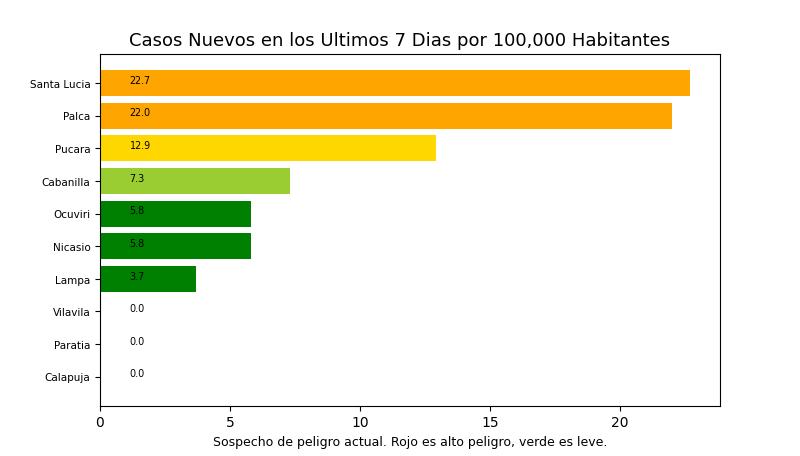 Casos Nuevos en los Ultimos 7 Dias por 100,000 Habitantes
Santa Lucia 22.7
Palca 22.0
Pucara 12.9
Cabanilla 7.3
Ocuviri 5.8
Nicasio 5.8
Lampa 3.7
Vilavila 0.0
Paratia 0.0
Calapuja 0.0
0 5 10 15 20
Sospecho de peligro actual. Rojo es alto peligro, verde es leve.